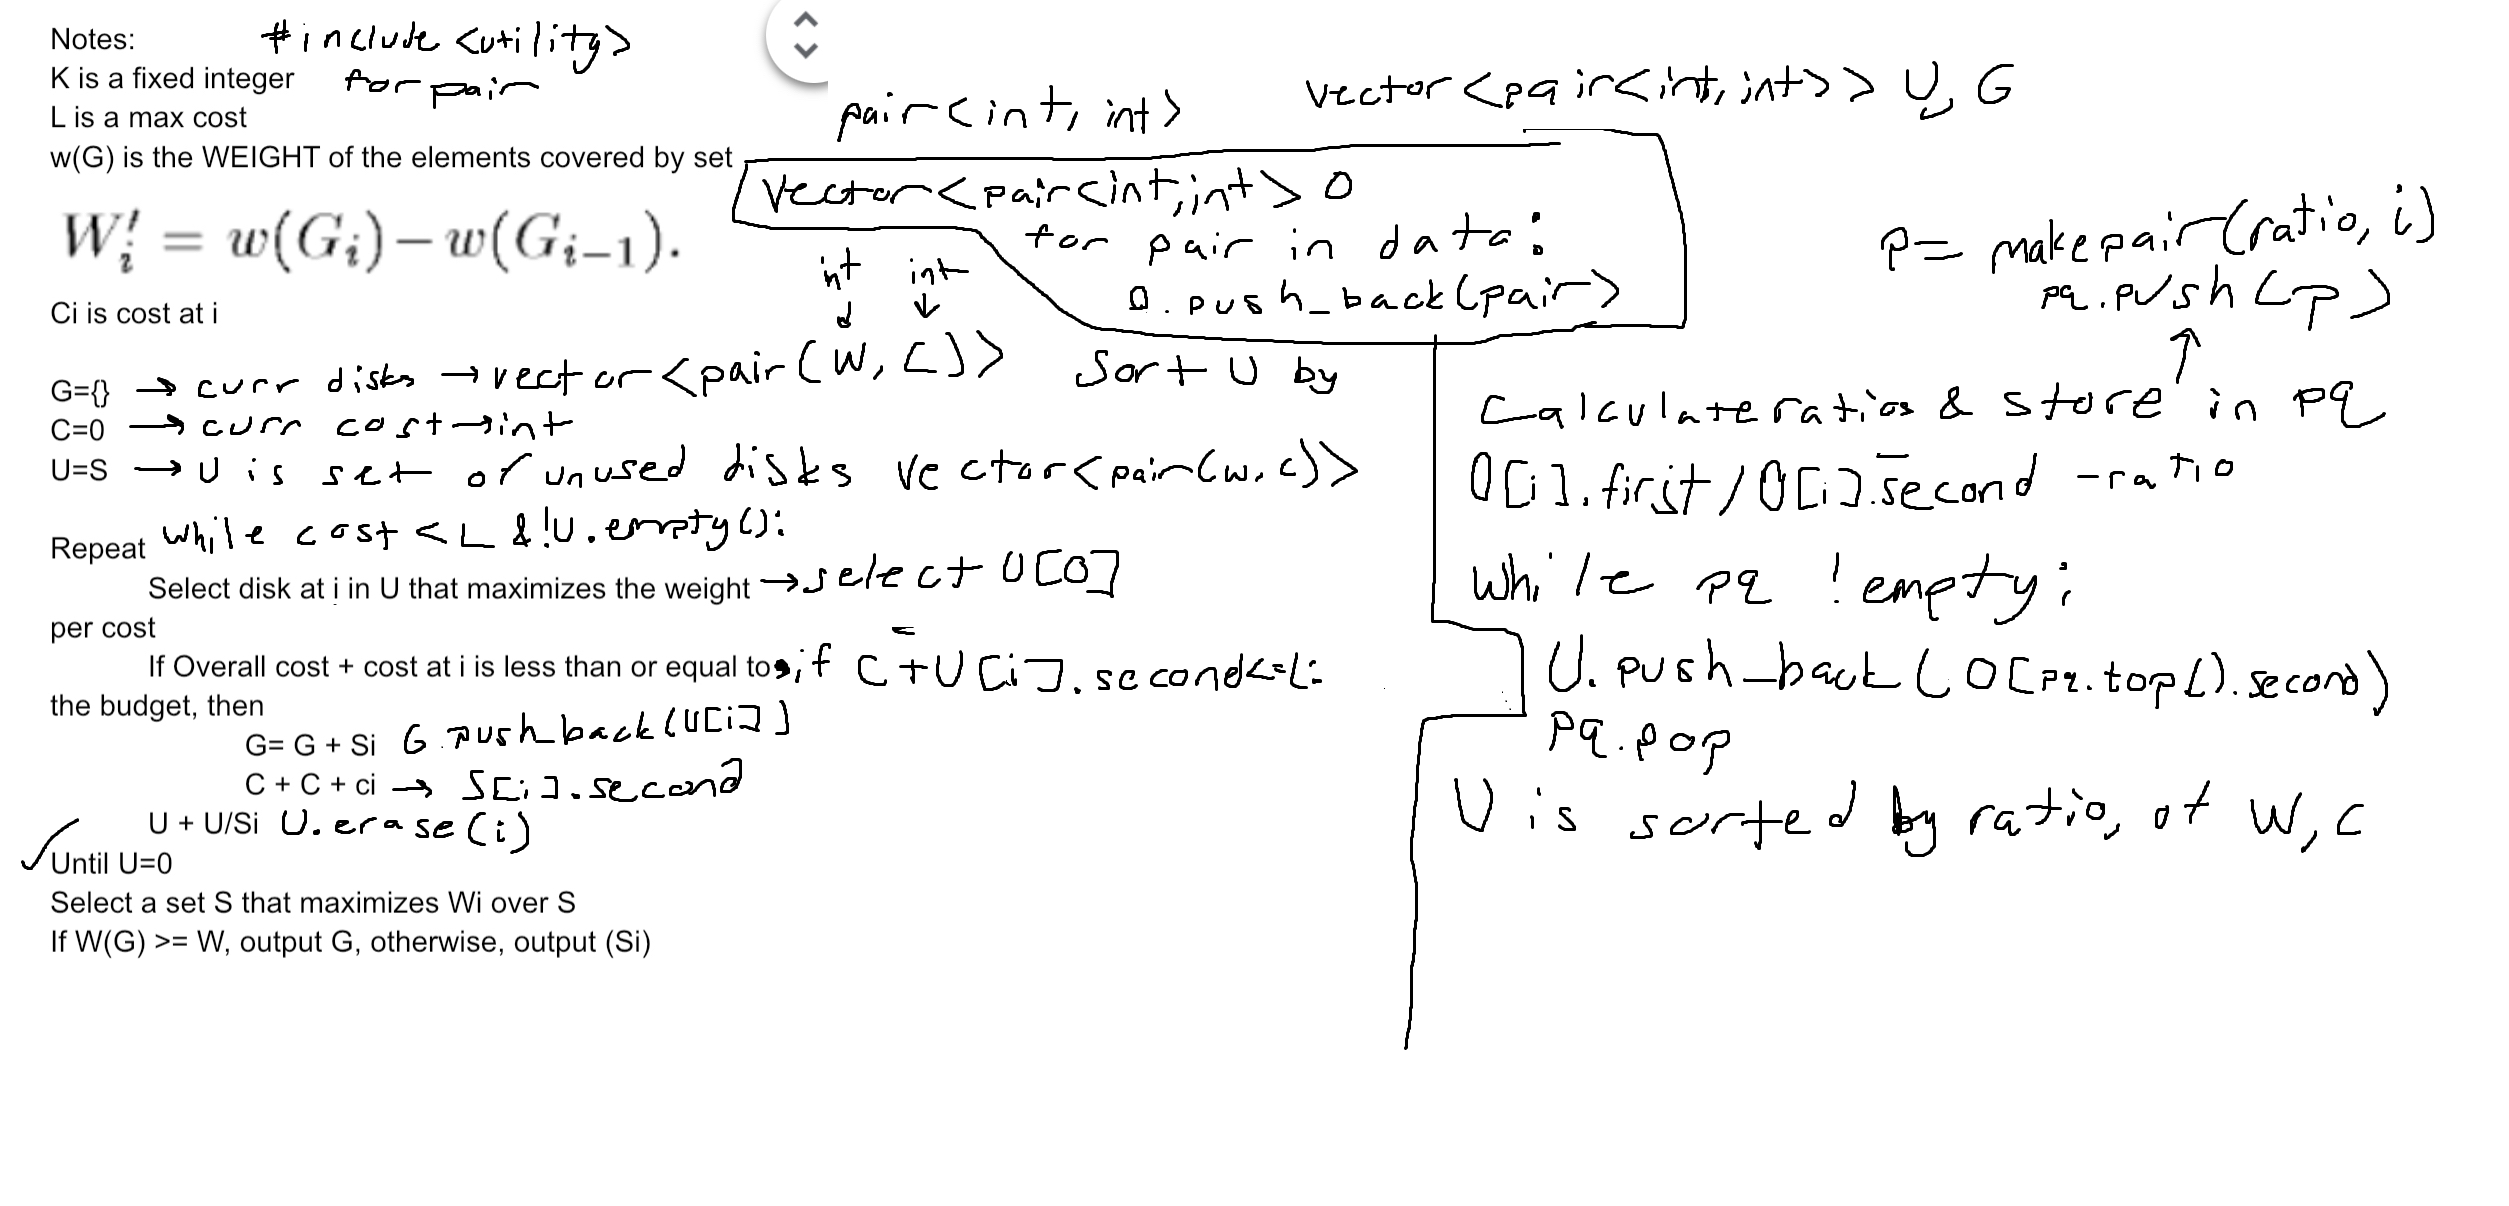 Notes: #include <utility>
K is a fixed integer for pair
L is a max cost
w(G) is the WEIGHT of the elements covered by set
W'i = w(Gi) − w(Gi−1).
Ci is cost at i
G={} → curr disks → vector<pair(W, C)>
int int
C=0 → curr cost → int
U=S → U is set of unused disks vector<pair(w, c)>
while cost < L & !U.empty():
Repeat
Select disk at i in U that maximizes the weight → select U[0]
per cost
If Overall cost + cost at i is less than or equal to if C + U[i].second<=L:
the budget, then
G= G + Si G.push_back(U[i])
C + C + ci → S[i].second
U + U/Si U.erase(i)
Until U=0
Select a set S that maximizes Wi over S
If W(G) >= W, output G, otherwise, output (Si)
pair<int, int>
vector<pair<int, int>> U, G
vector<pair<int, int> O
for pair in data:
O.push_back(pair)
Sort U by
p= makepair(ratio, i)
pq.push(p)
↑
Calculate ratios & store in pq
O[i].first/O[i].second - ratio
while pq !empty:
U.push_back(O[pq.top().second)
pq.pop
U is sorted by ratio, of W, C